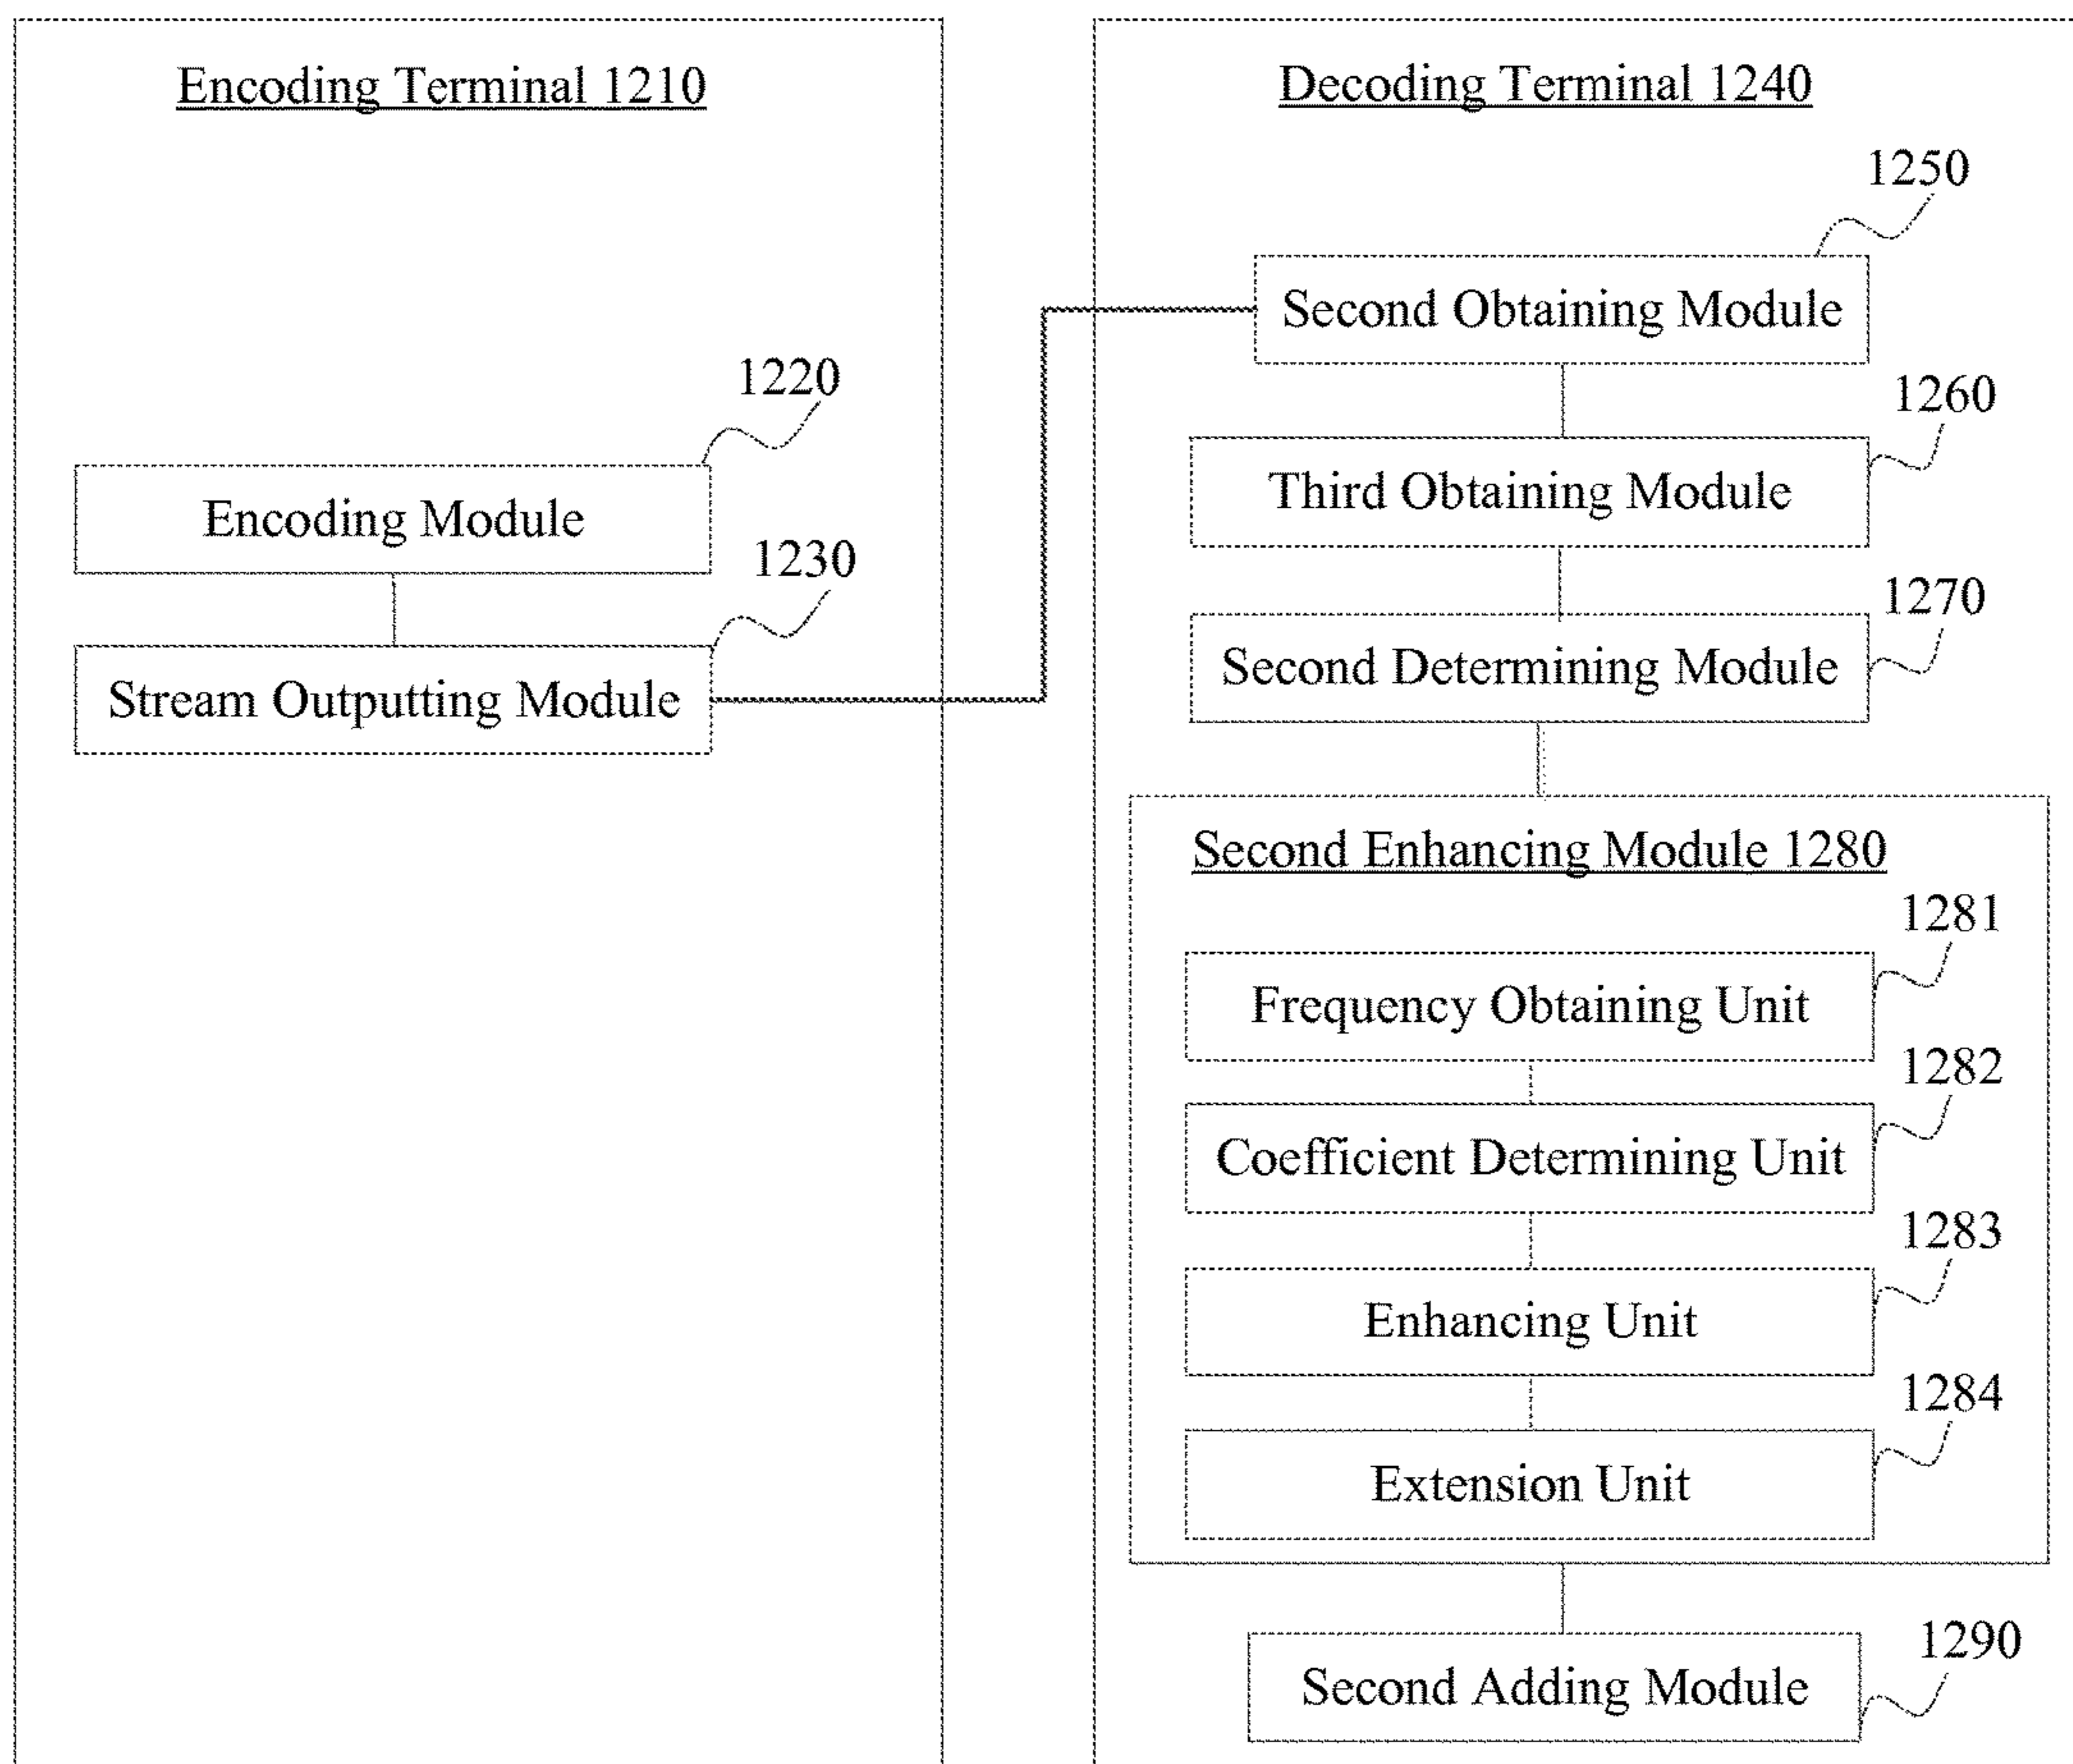 Encoding Terminal 1210
1220
Encoding Module
1230
Stream Outputting Module
Decoding Terminal 1240
1250
Second Obtaining Module
1260
Third Obtaining Module
1270
Second Determining Module
Second Enhancing Module 1280
1281
Frequency Obtaining Unit
1282
Coefficient Determining Unit
1283
Enhancing Unit
1284
Extension Unit
1290
Second Adding Module